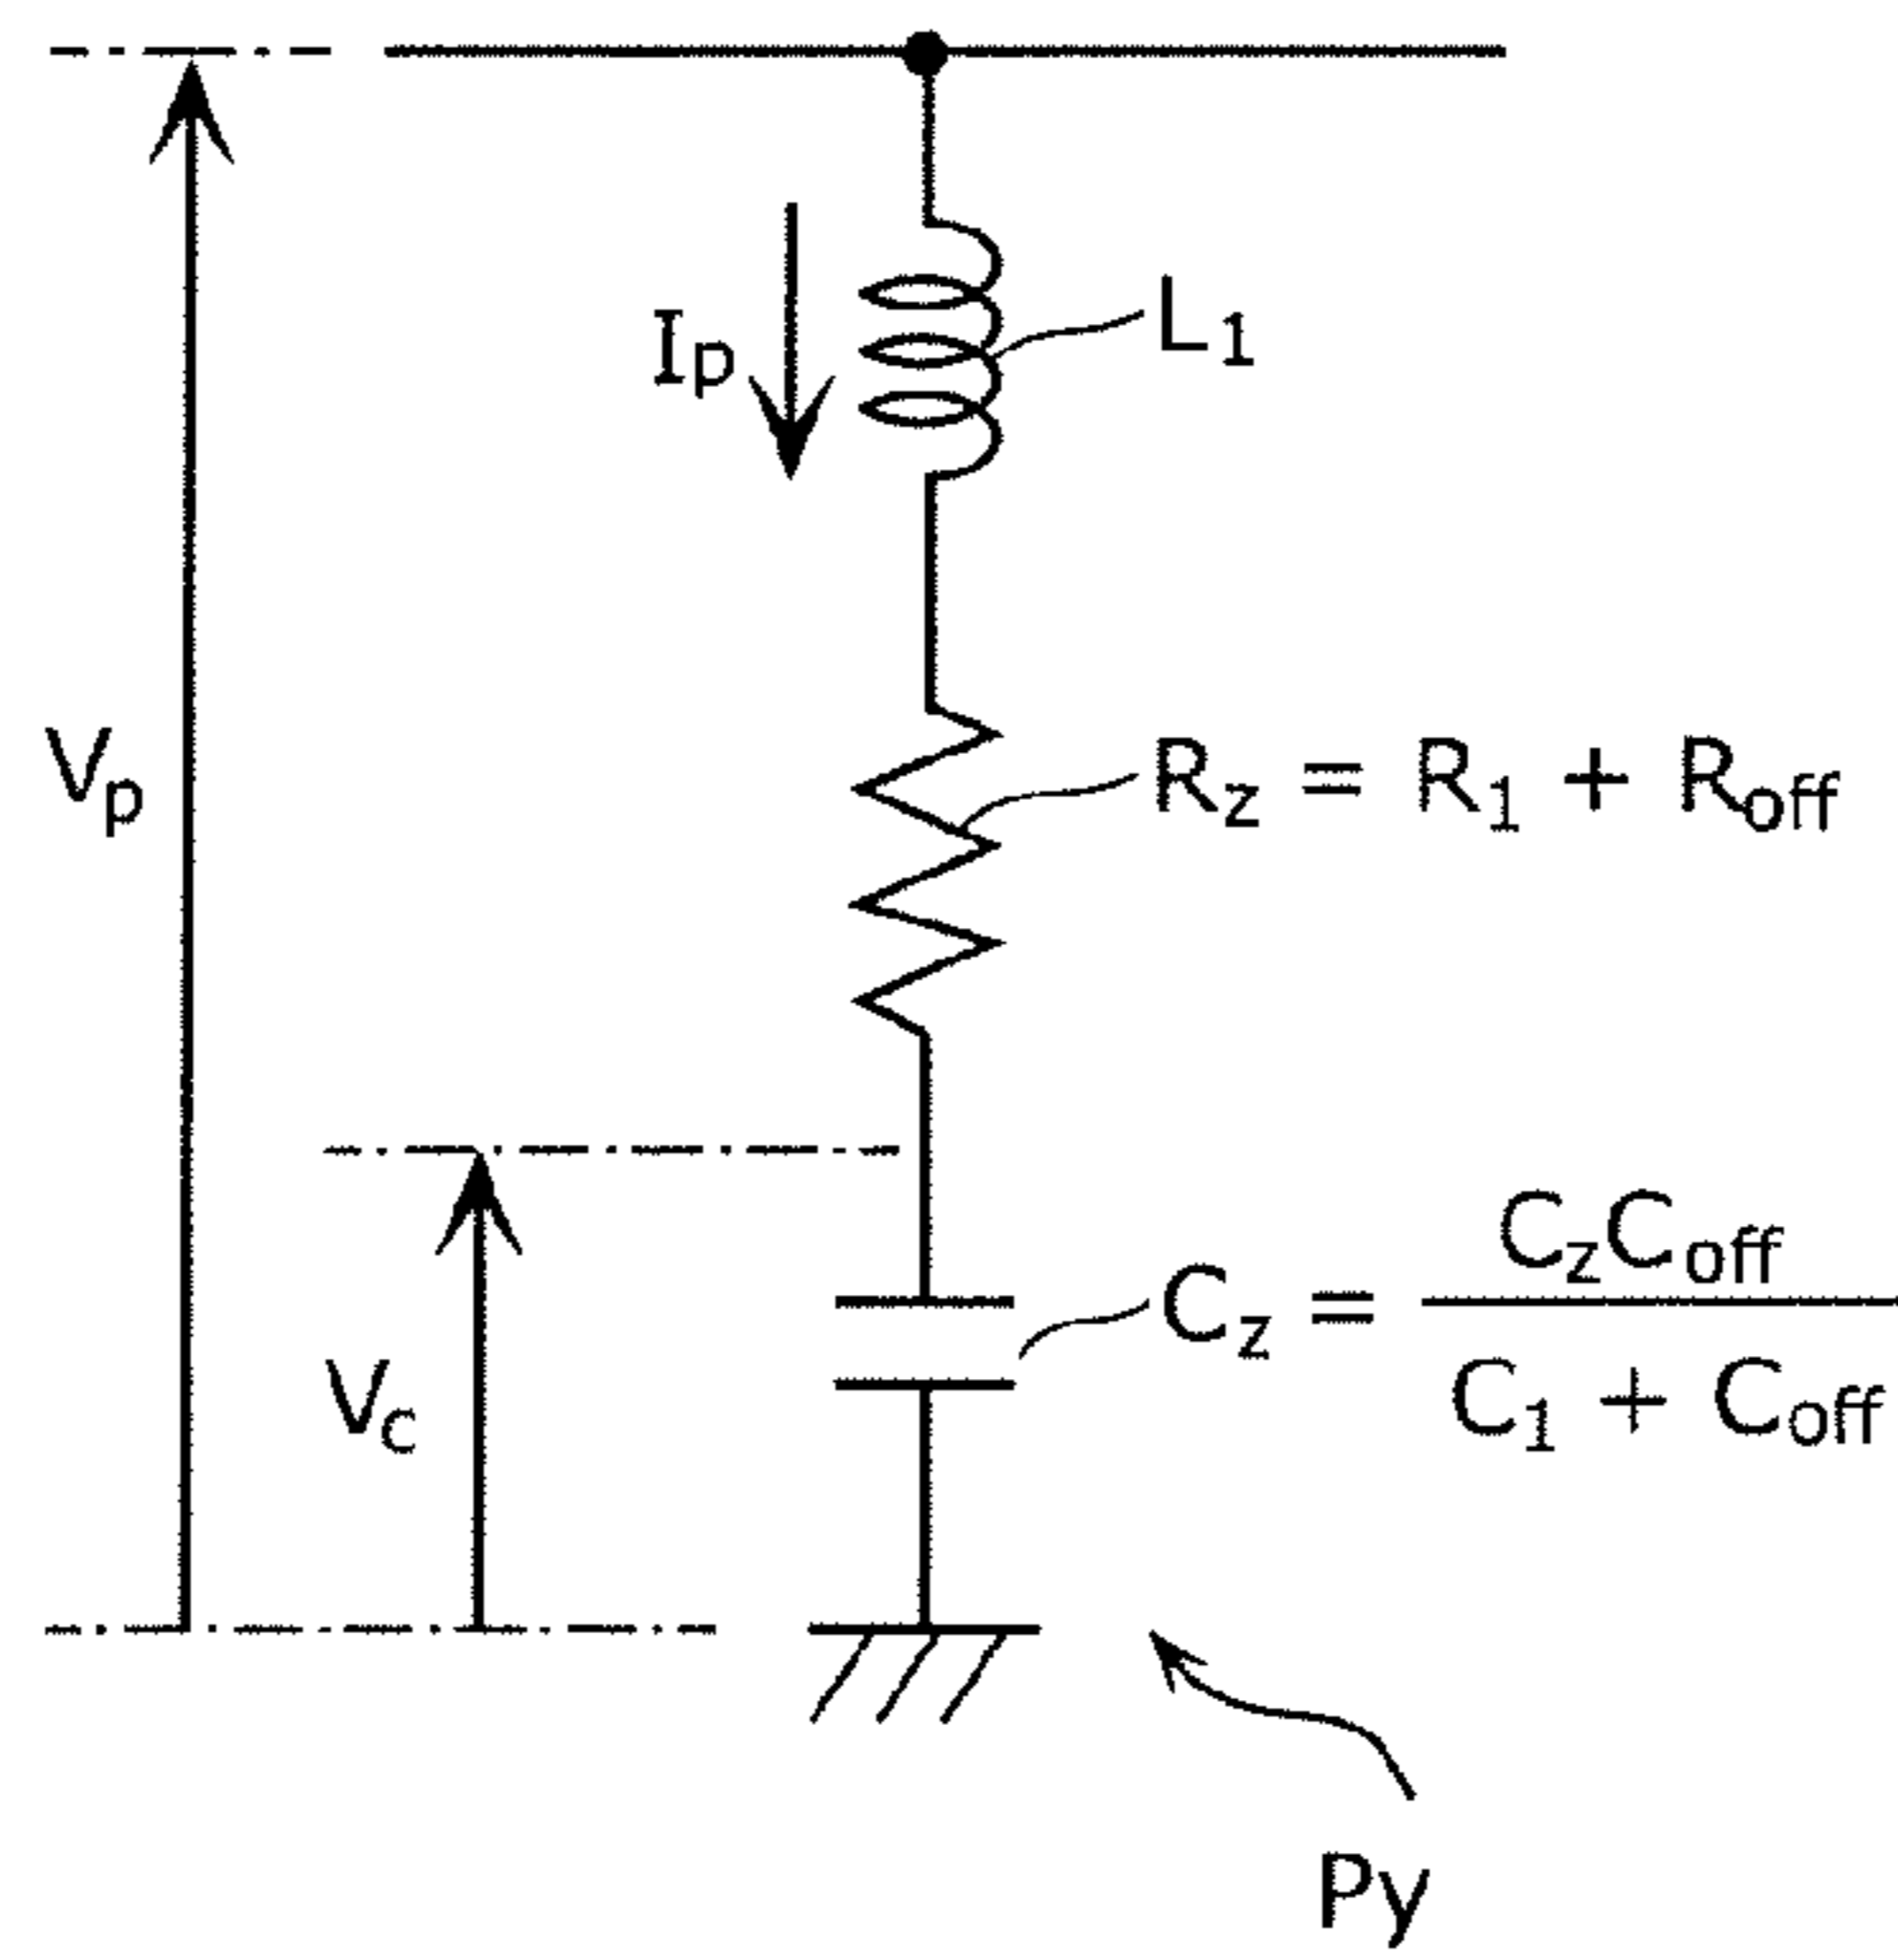 Ip
L1
Vp
Rz = R1 + Roff
Cz = CzCoff / C1 + Coff
Vc
Py